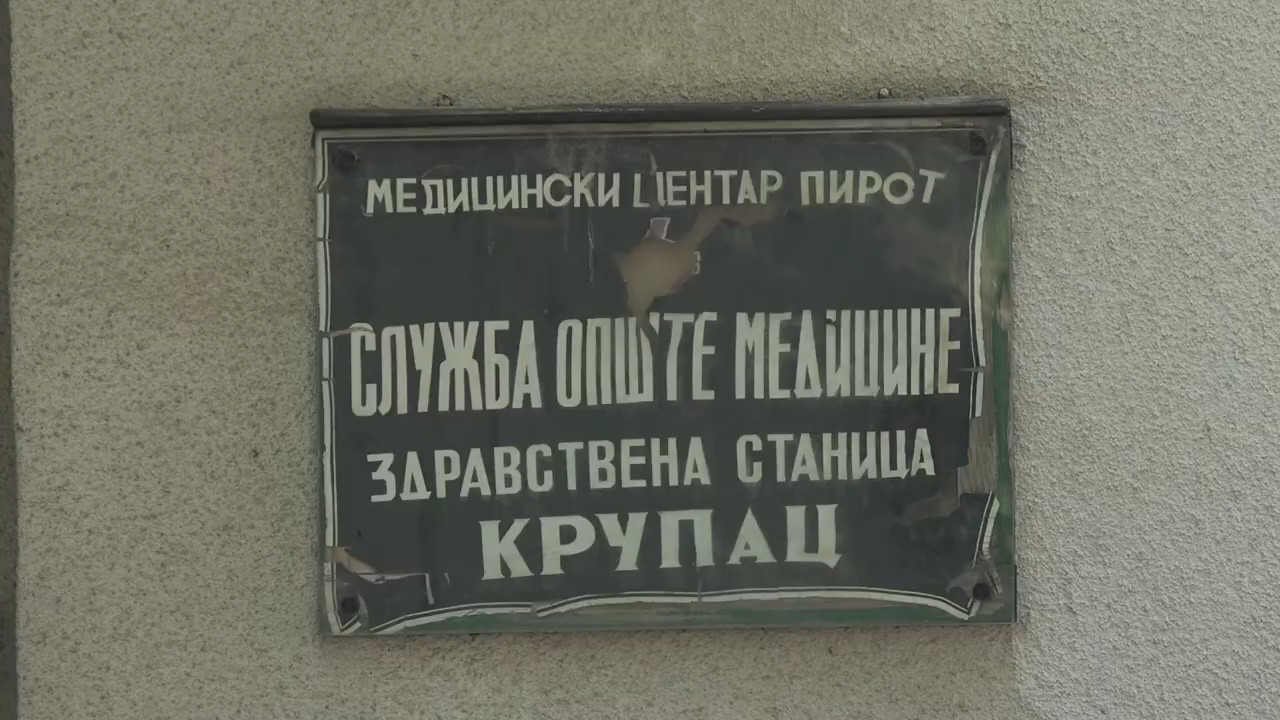 МЕДИЦИНСКИ ЦЕНТАР ПИРОТ
СЛУЖБА ОПШТЕ МЕДИЦИНЕ
ЗДРАВСТВЕНА СТАНИЦА
КРУПАЦ